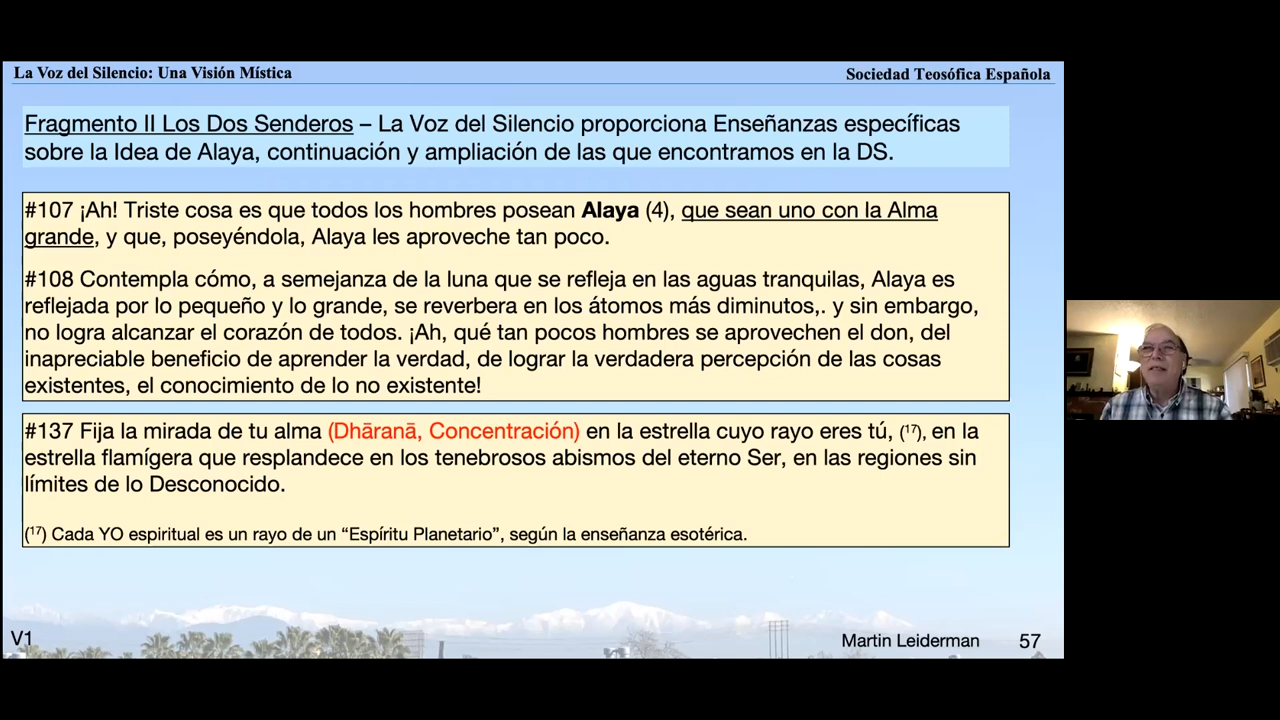 La Voz del Silencio: Una Visión Mística
Sociedad Teosófica Española
Fragmento II Los Dos Senderos – La Voz del Silencio proporciona Enseñanzas específicas
sobre la Idea de Alaya, continuación y ampliación de las que encontramos en la DS.
#107 ¡Ah! Triste cosa es que todos los hombres posean Alaya (4), que sean uno con la Alma
grande, y que, poseyéndola, Alaya les aproveche tan poco.
#108 Contempla cómo, a semejanza de la luna que se refleja en las aguas tranquilas, Alaya es
reflejada por lo pequeño y lo grande, se reverbera en los átomos más diminutos,. y sin embargo,
no logra alcanzar el corazón de todos. ¡Ah, qué tan pocos hombres se aprovechen el don, del
inapreciable beneficio de aprender la verdad, de lograr la verdadera percepción de las cosas
existentes, el conocimiento de lo no existente!
#137 Fija la mirada de tu alma (Dhāranā, Concentración) en la estrella cuyo rayo eres tú, (17), en la
estrella flamígera que resplandece en los tenebrosos abismos del eterno Ser, en las regiones sin
límites de lo Desconocido.
(17) Cada YO espiritual es un rayo de un “Espíritu Planetario”, según la enseñanza esotérica.
V1
Martin Leiderman
57